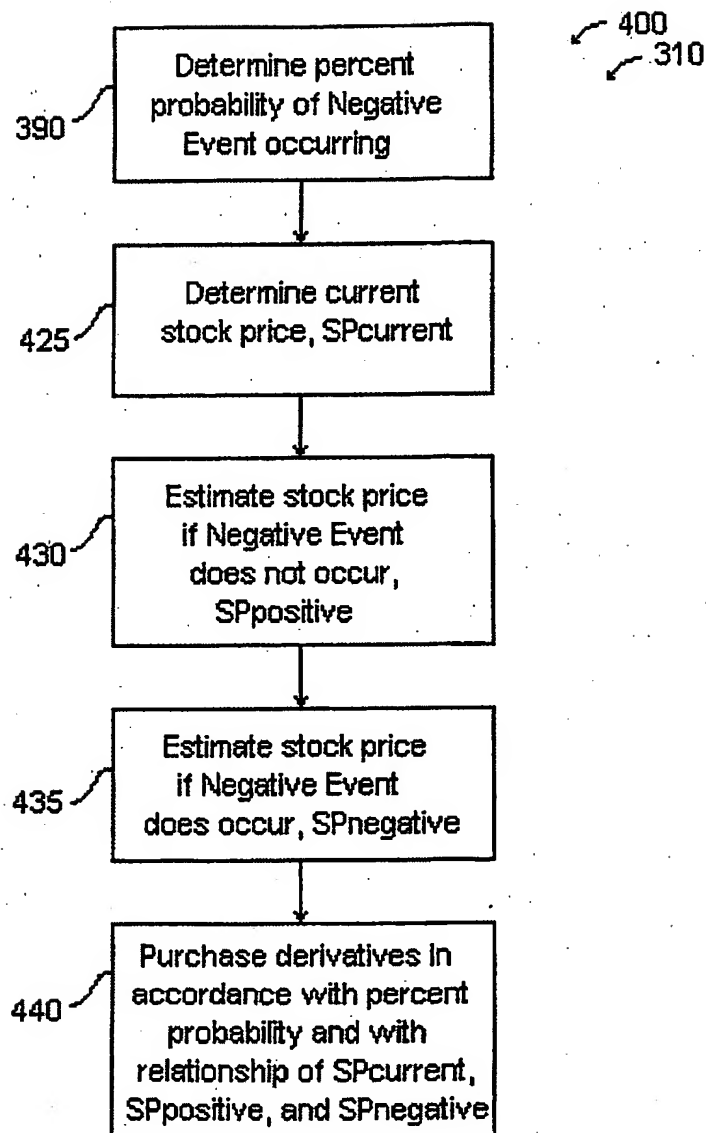 400
310
Determine percent
probability of Negative
Event occurring
390
Determine current
stock price, SPcurrent
425
Estimate stock price
if Negative Event
does not occur,
SPpositive
430
Estimate stock price
if Negative Event
does occur, SPnegative
435
Purchase derivatives in
accordance with percent
probability and with
relationship of SPcurrent,
SPpositive, and SPnegative
440